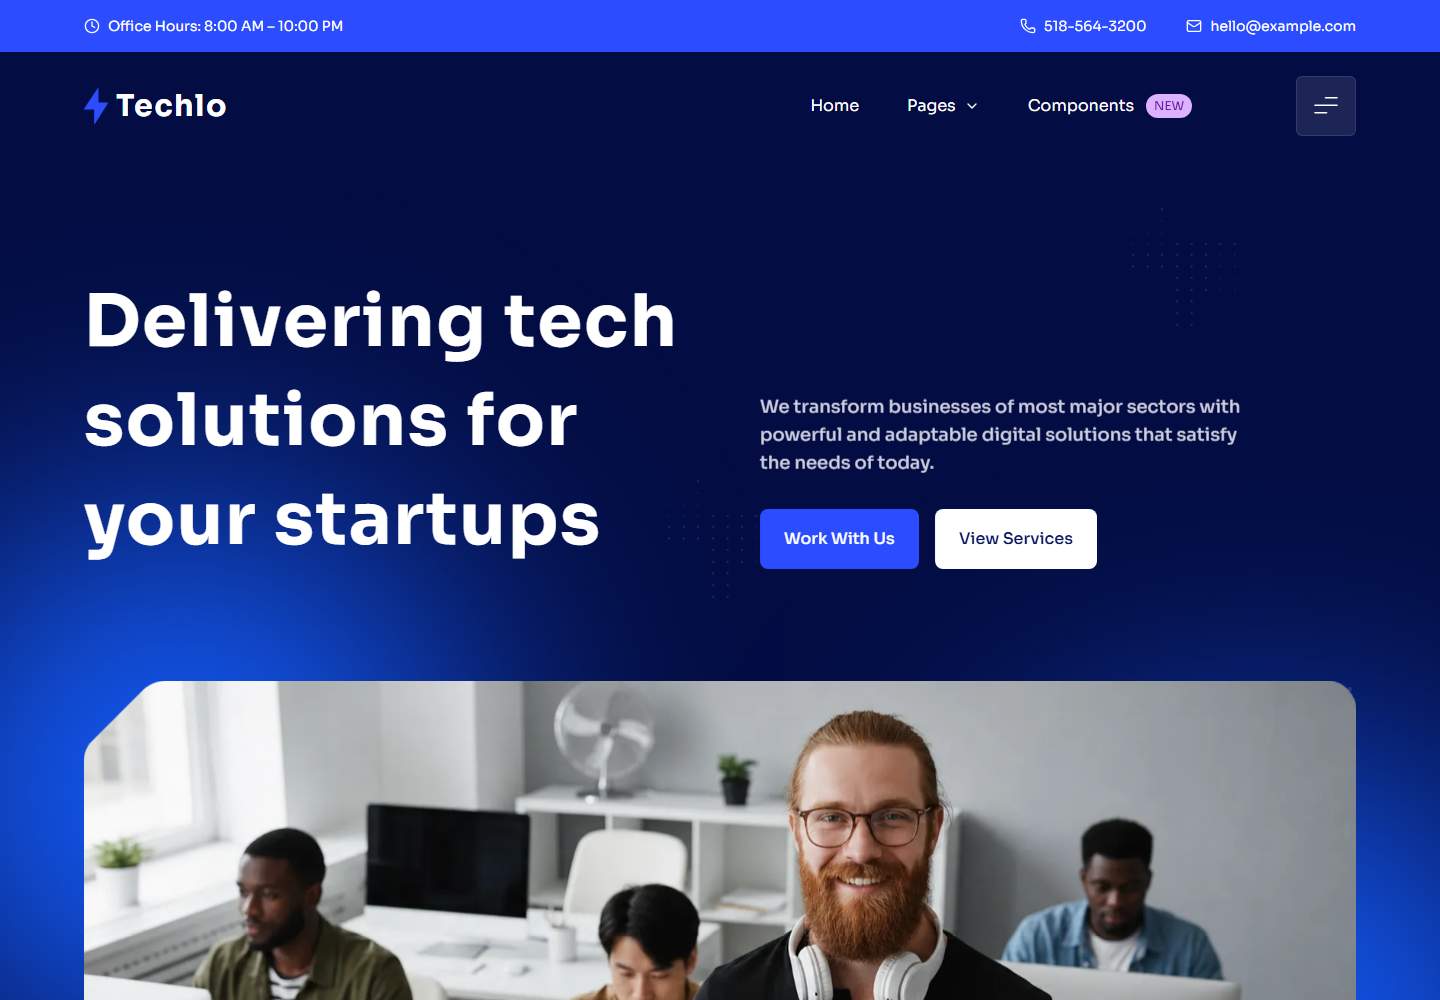 Office Hours: 8:00 AM – 10:00 PM
518-564-3200
hello@example.com
Techlo
Home
Pages
Components
NEW
Delivering tech
solutions for
your startups
We transform businesses of most major sectors with
powerful and adaptable digital solutions that satisfy
the needs of today.
Work With Us
View Services